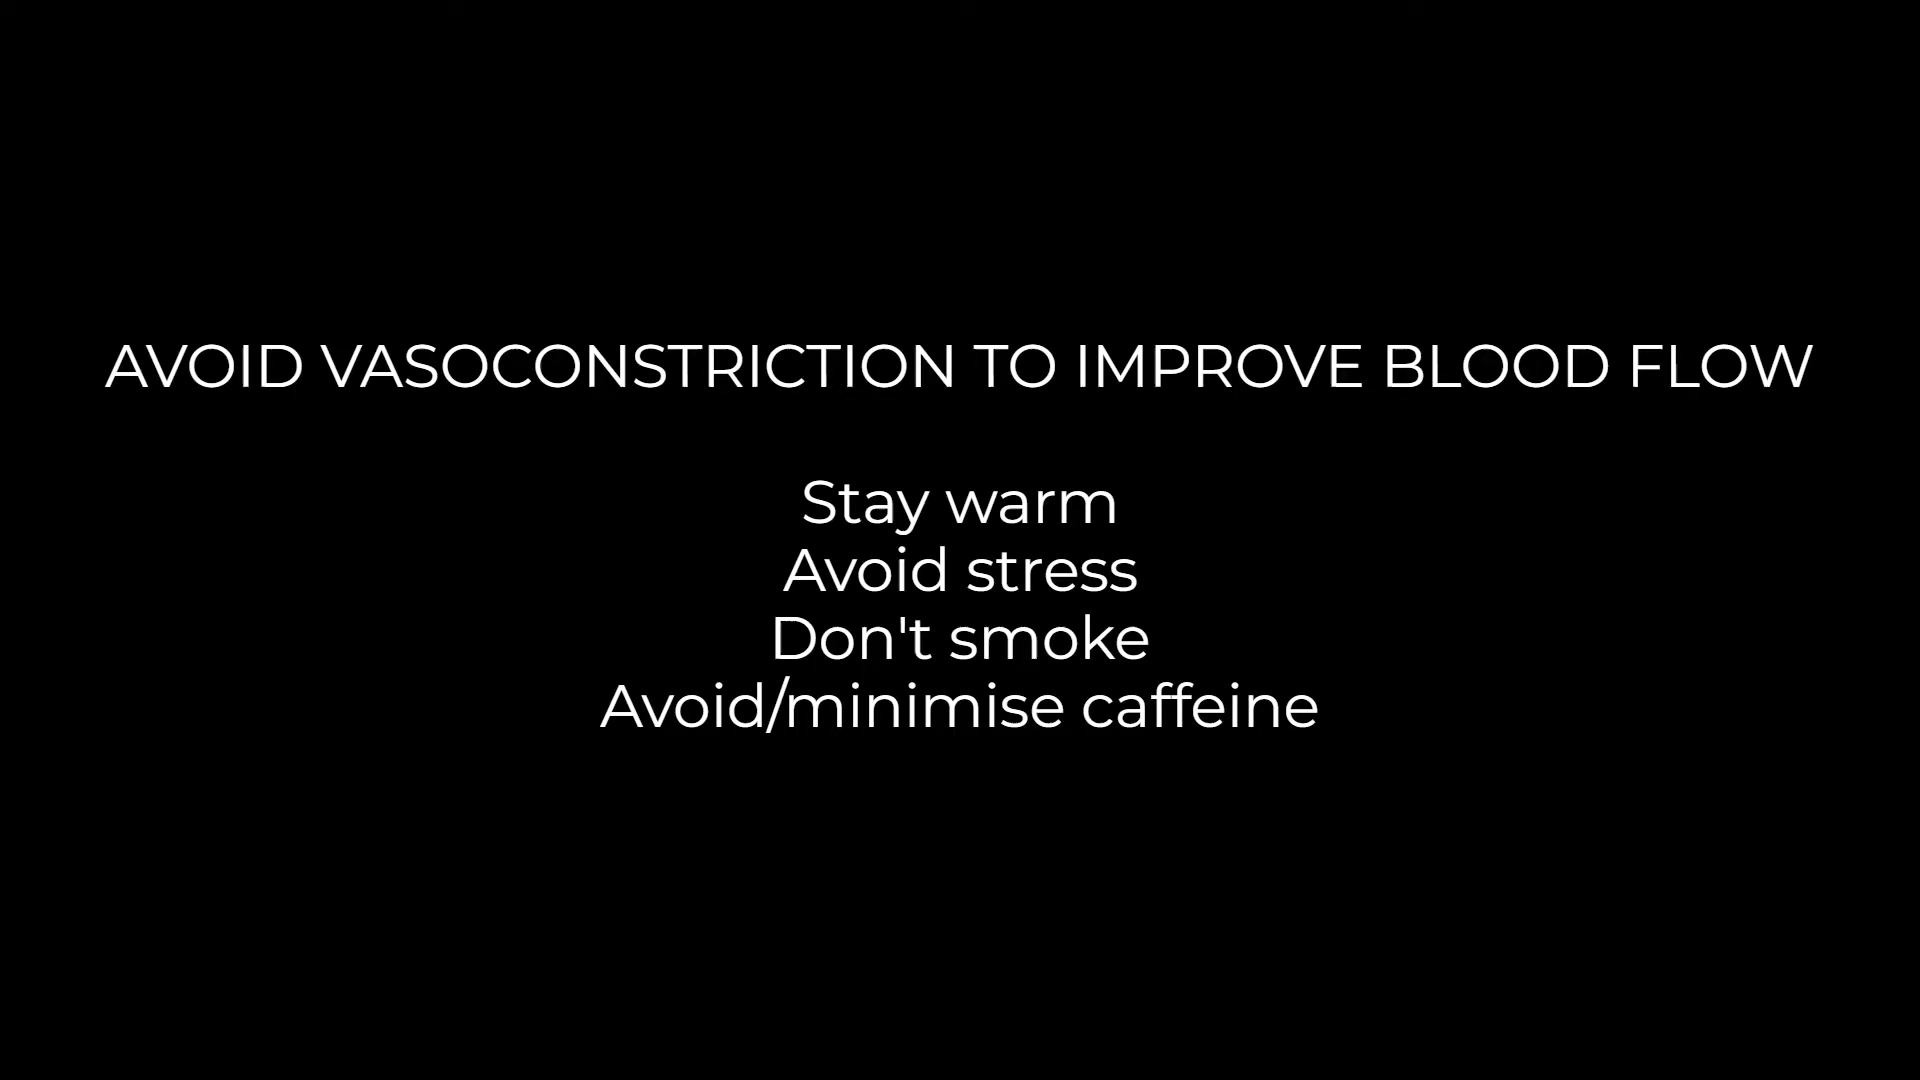 AVOID VASOCONSTRICTION TO IMPROVE BLOOD FLOW
Stay warm
Avoid stress
Don't smoke
Avoid/minimise caffeine